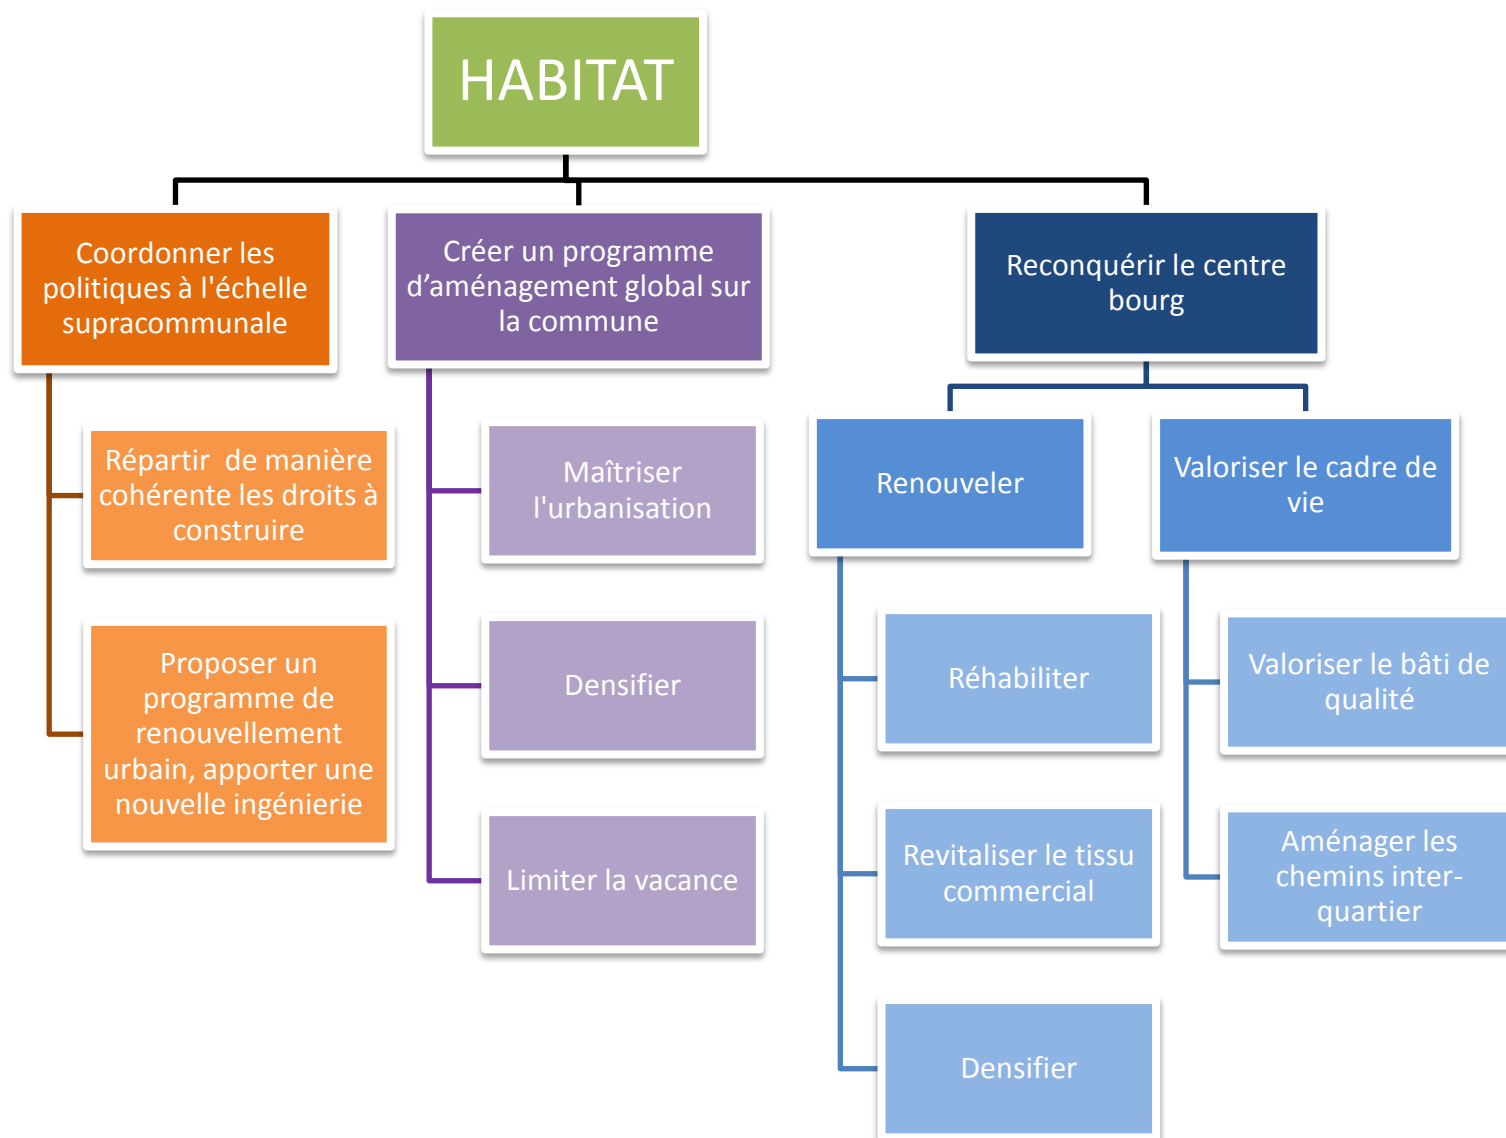 HABITAT
Coordonner les
politiques à l'échelle
supracommunale
Répartir de manière
cohérente les droits à
construire
Proposer un
programme de
renouvellement
urbain, apporter une
nouvelle ingénierie
Créer un programme
d’aménagement global sur
la commune
Maîtriser
l'urbanisation
Densifier
Limiter la vacance
Reconquérir le centre
bourg
Renouveler
Réhabiliter
Revitaliser le tissu
commercial
Densifier
Valoriser le cadre de
vie
Valoriser le bâti de
qualité
Aménager les
chemins inter-
quartier